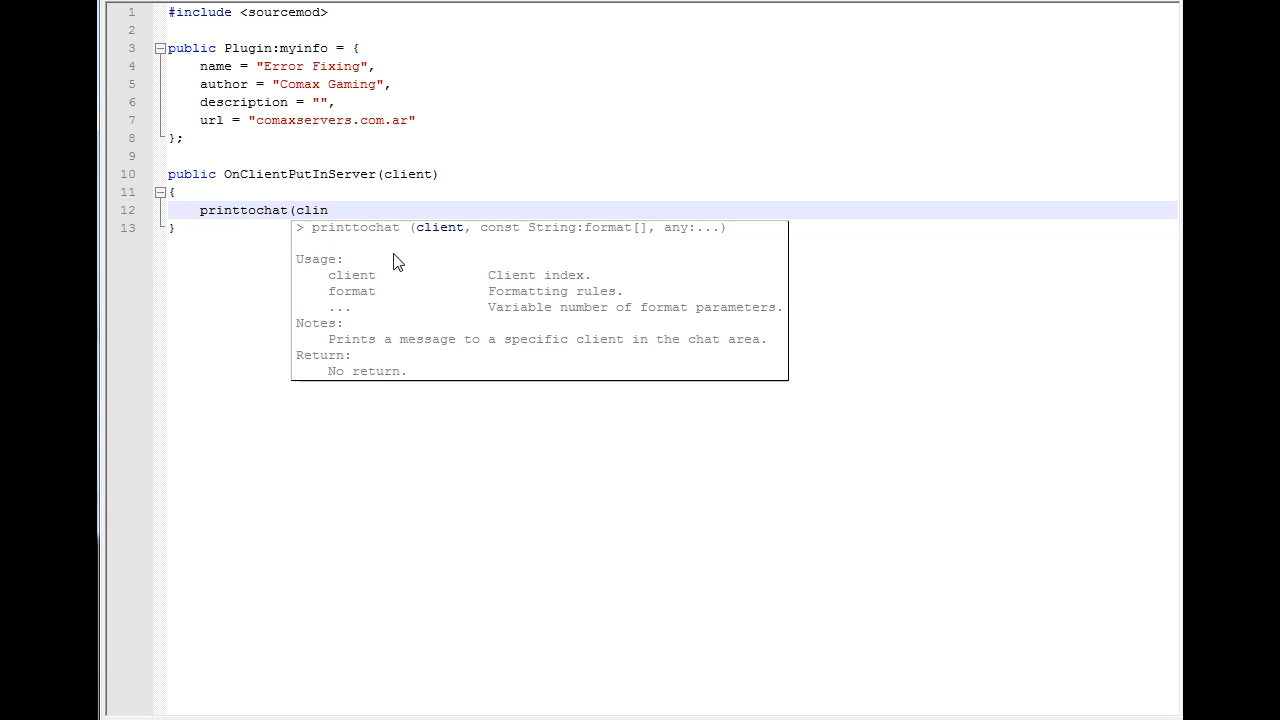 1 #include <sourcemod>
2
3 public Plugin:myinfo = {
4 name = "Error Fixing",
5 author = "Comax Gaming",
6 description = "",
7 url = "comaxservers.com.ar"
8 };
9
10 public OnClientPutInServer(client)
11 {
12 printtochat(clin
13 }
> printtochat (client, const String:format[], any:...)
Usage:
client Client index.
format Formatting rules.
... Variable number of format parameters.
Notes:
Prints a message to a specific client in the chat area.
Return:
No return.